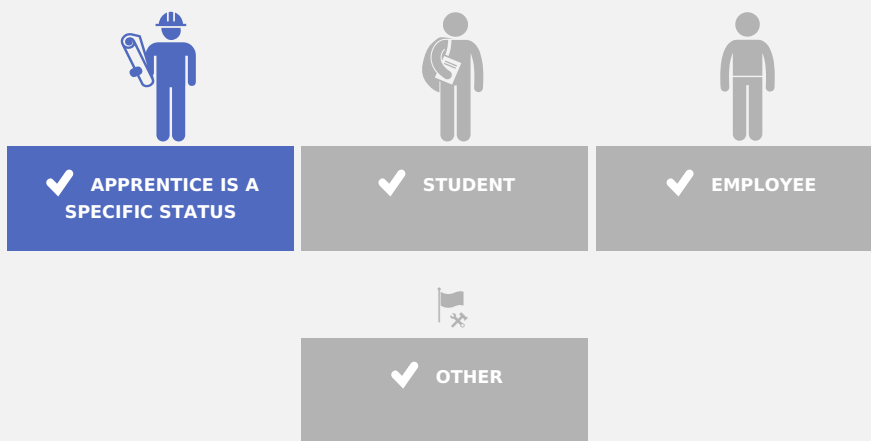 APPRENTICE IS A
SPECIFIC STATUS
STUDENT
EMPLOYEE
OTHER